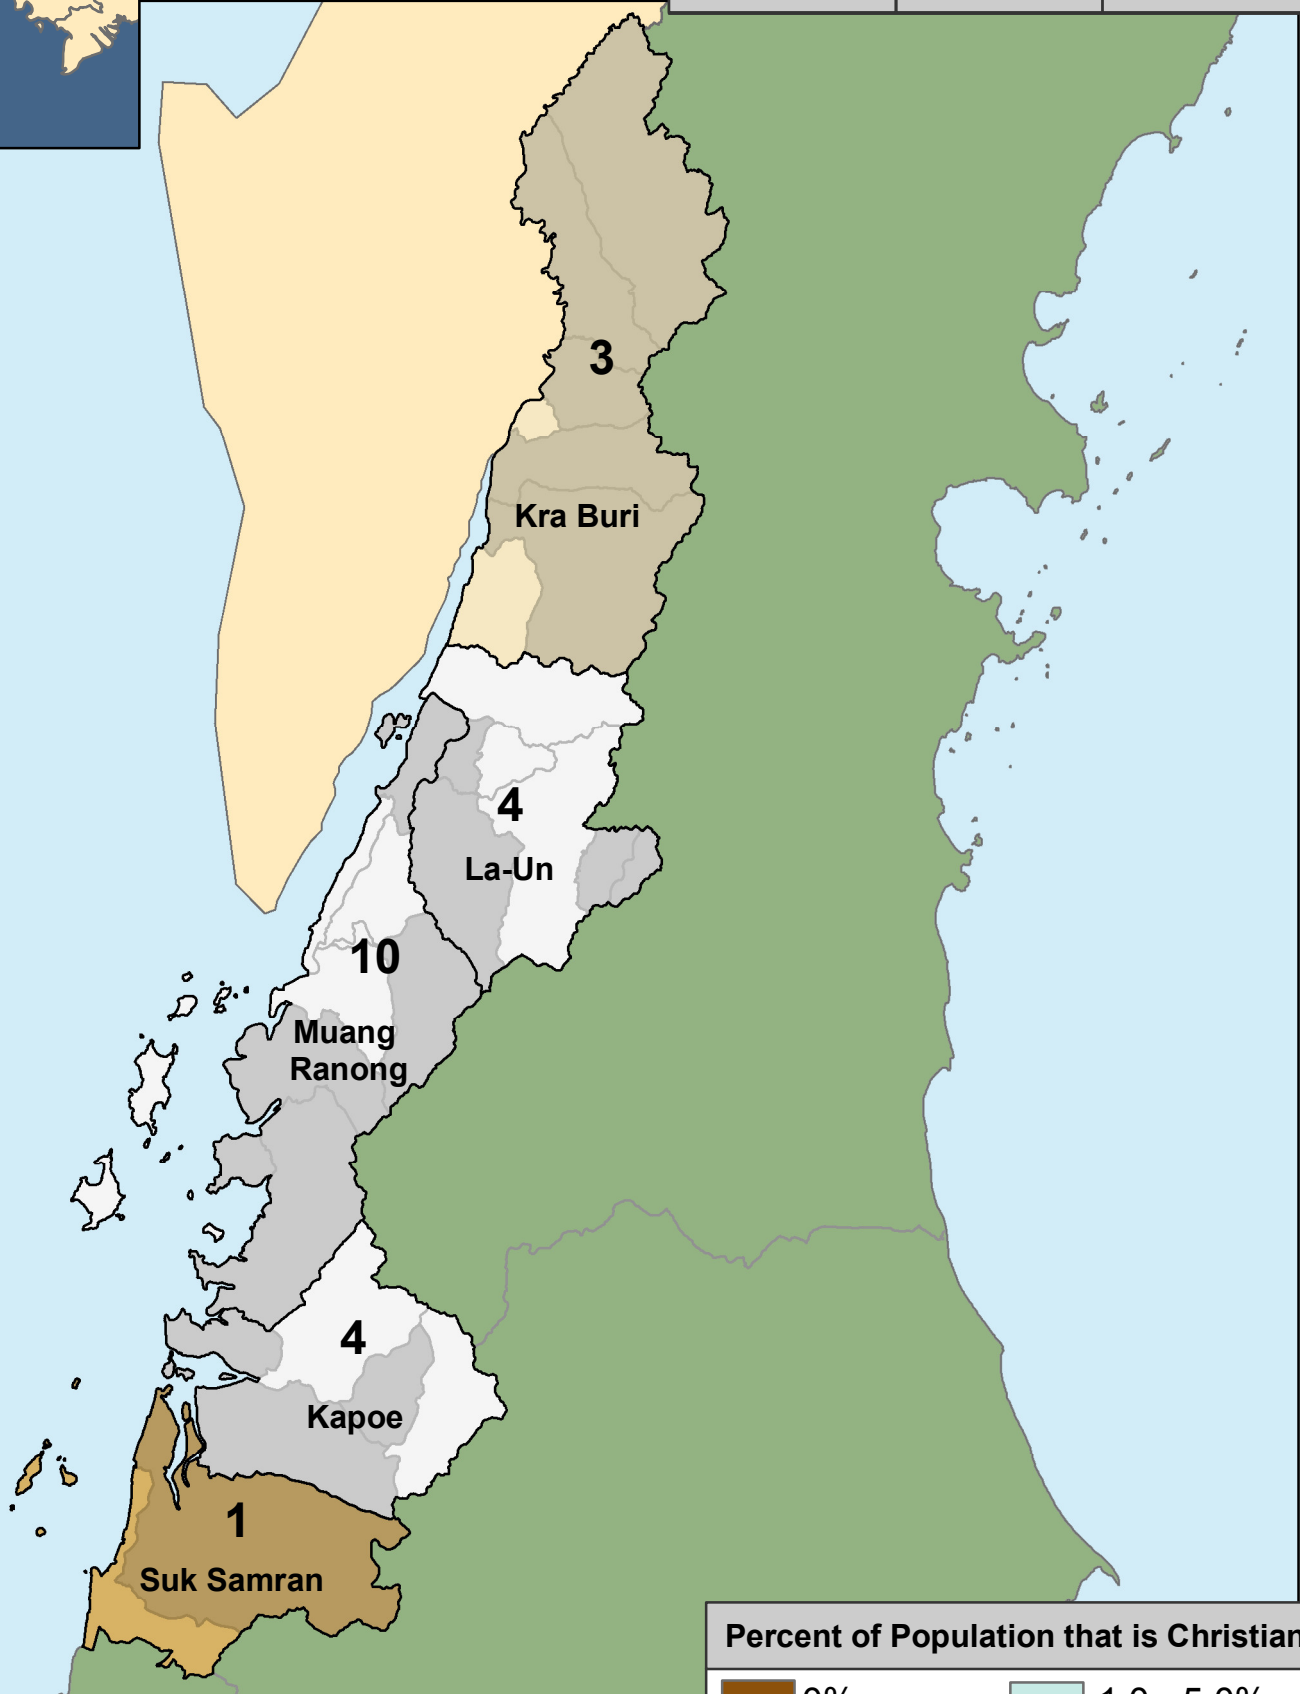 3
Kra Buri
4
La-Un
10
Muang
Ranong
4
Kapoe
1
Suk Samran
Percent of Population that is Christian